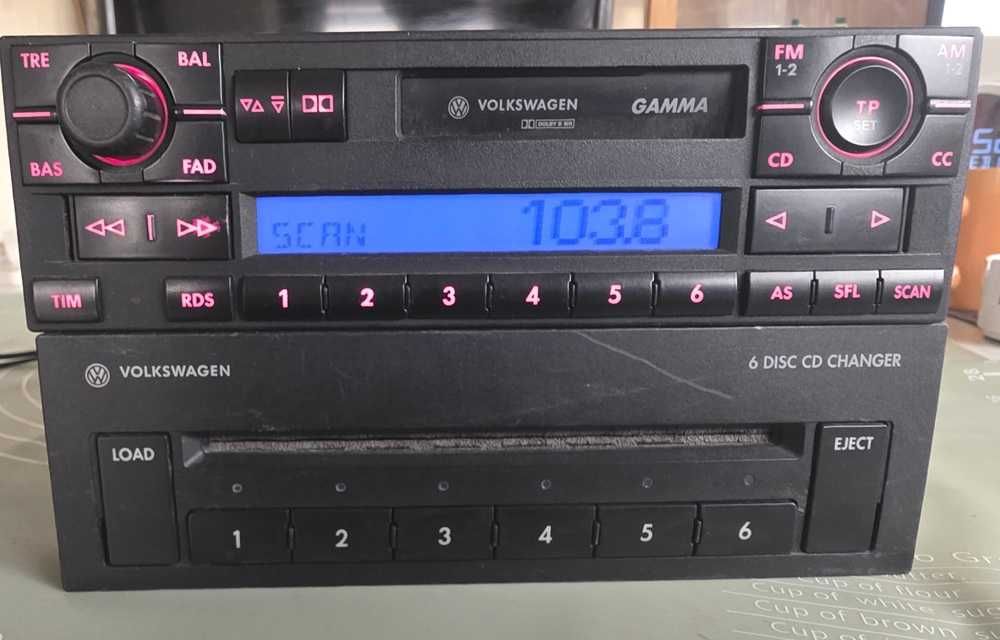 TRE
BAL
BAS
FAD
VOLKSWAGEN
GAMMA
DOLBY B NR
FM
1-2
AM
1-2
TP
SET
CD
CC
SCAN
103.8
TIM
RDS
1
2
3
4
5
6
AS
SFL
SCAN
VOLKSWAGEN
6 DISC CD CHANGER
LOAD
EJECT
1
2
3
4
5
6
Cup of flour
Cup of white
Cup of brown